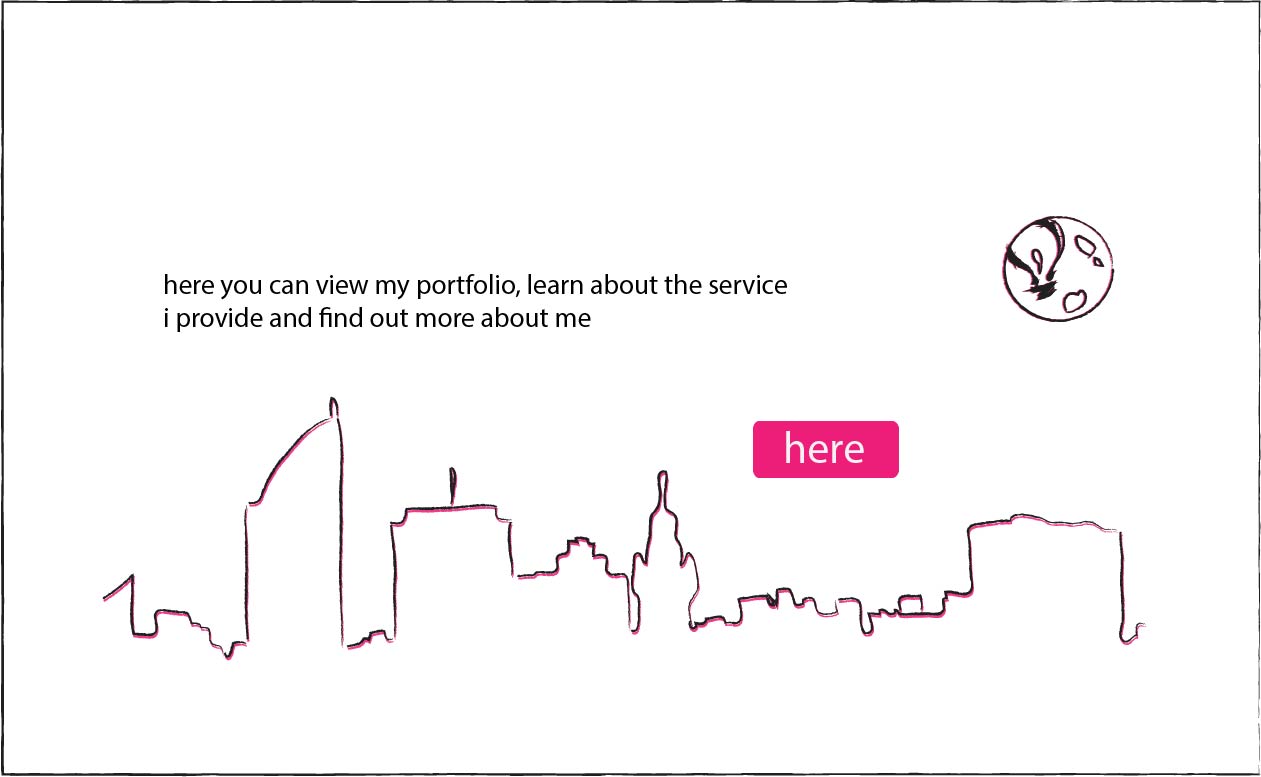 here you can view my portfolio, learn about the service
i provide and find out more about me
here